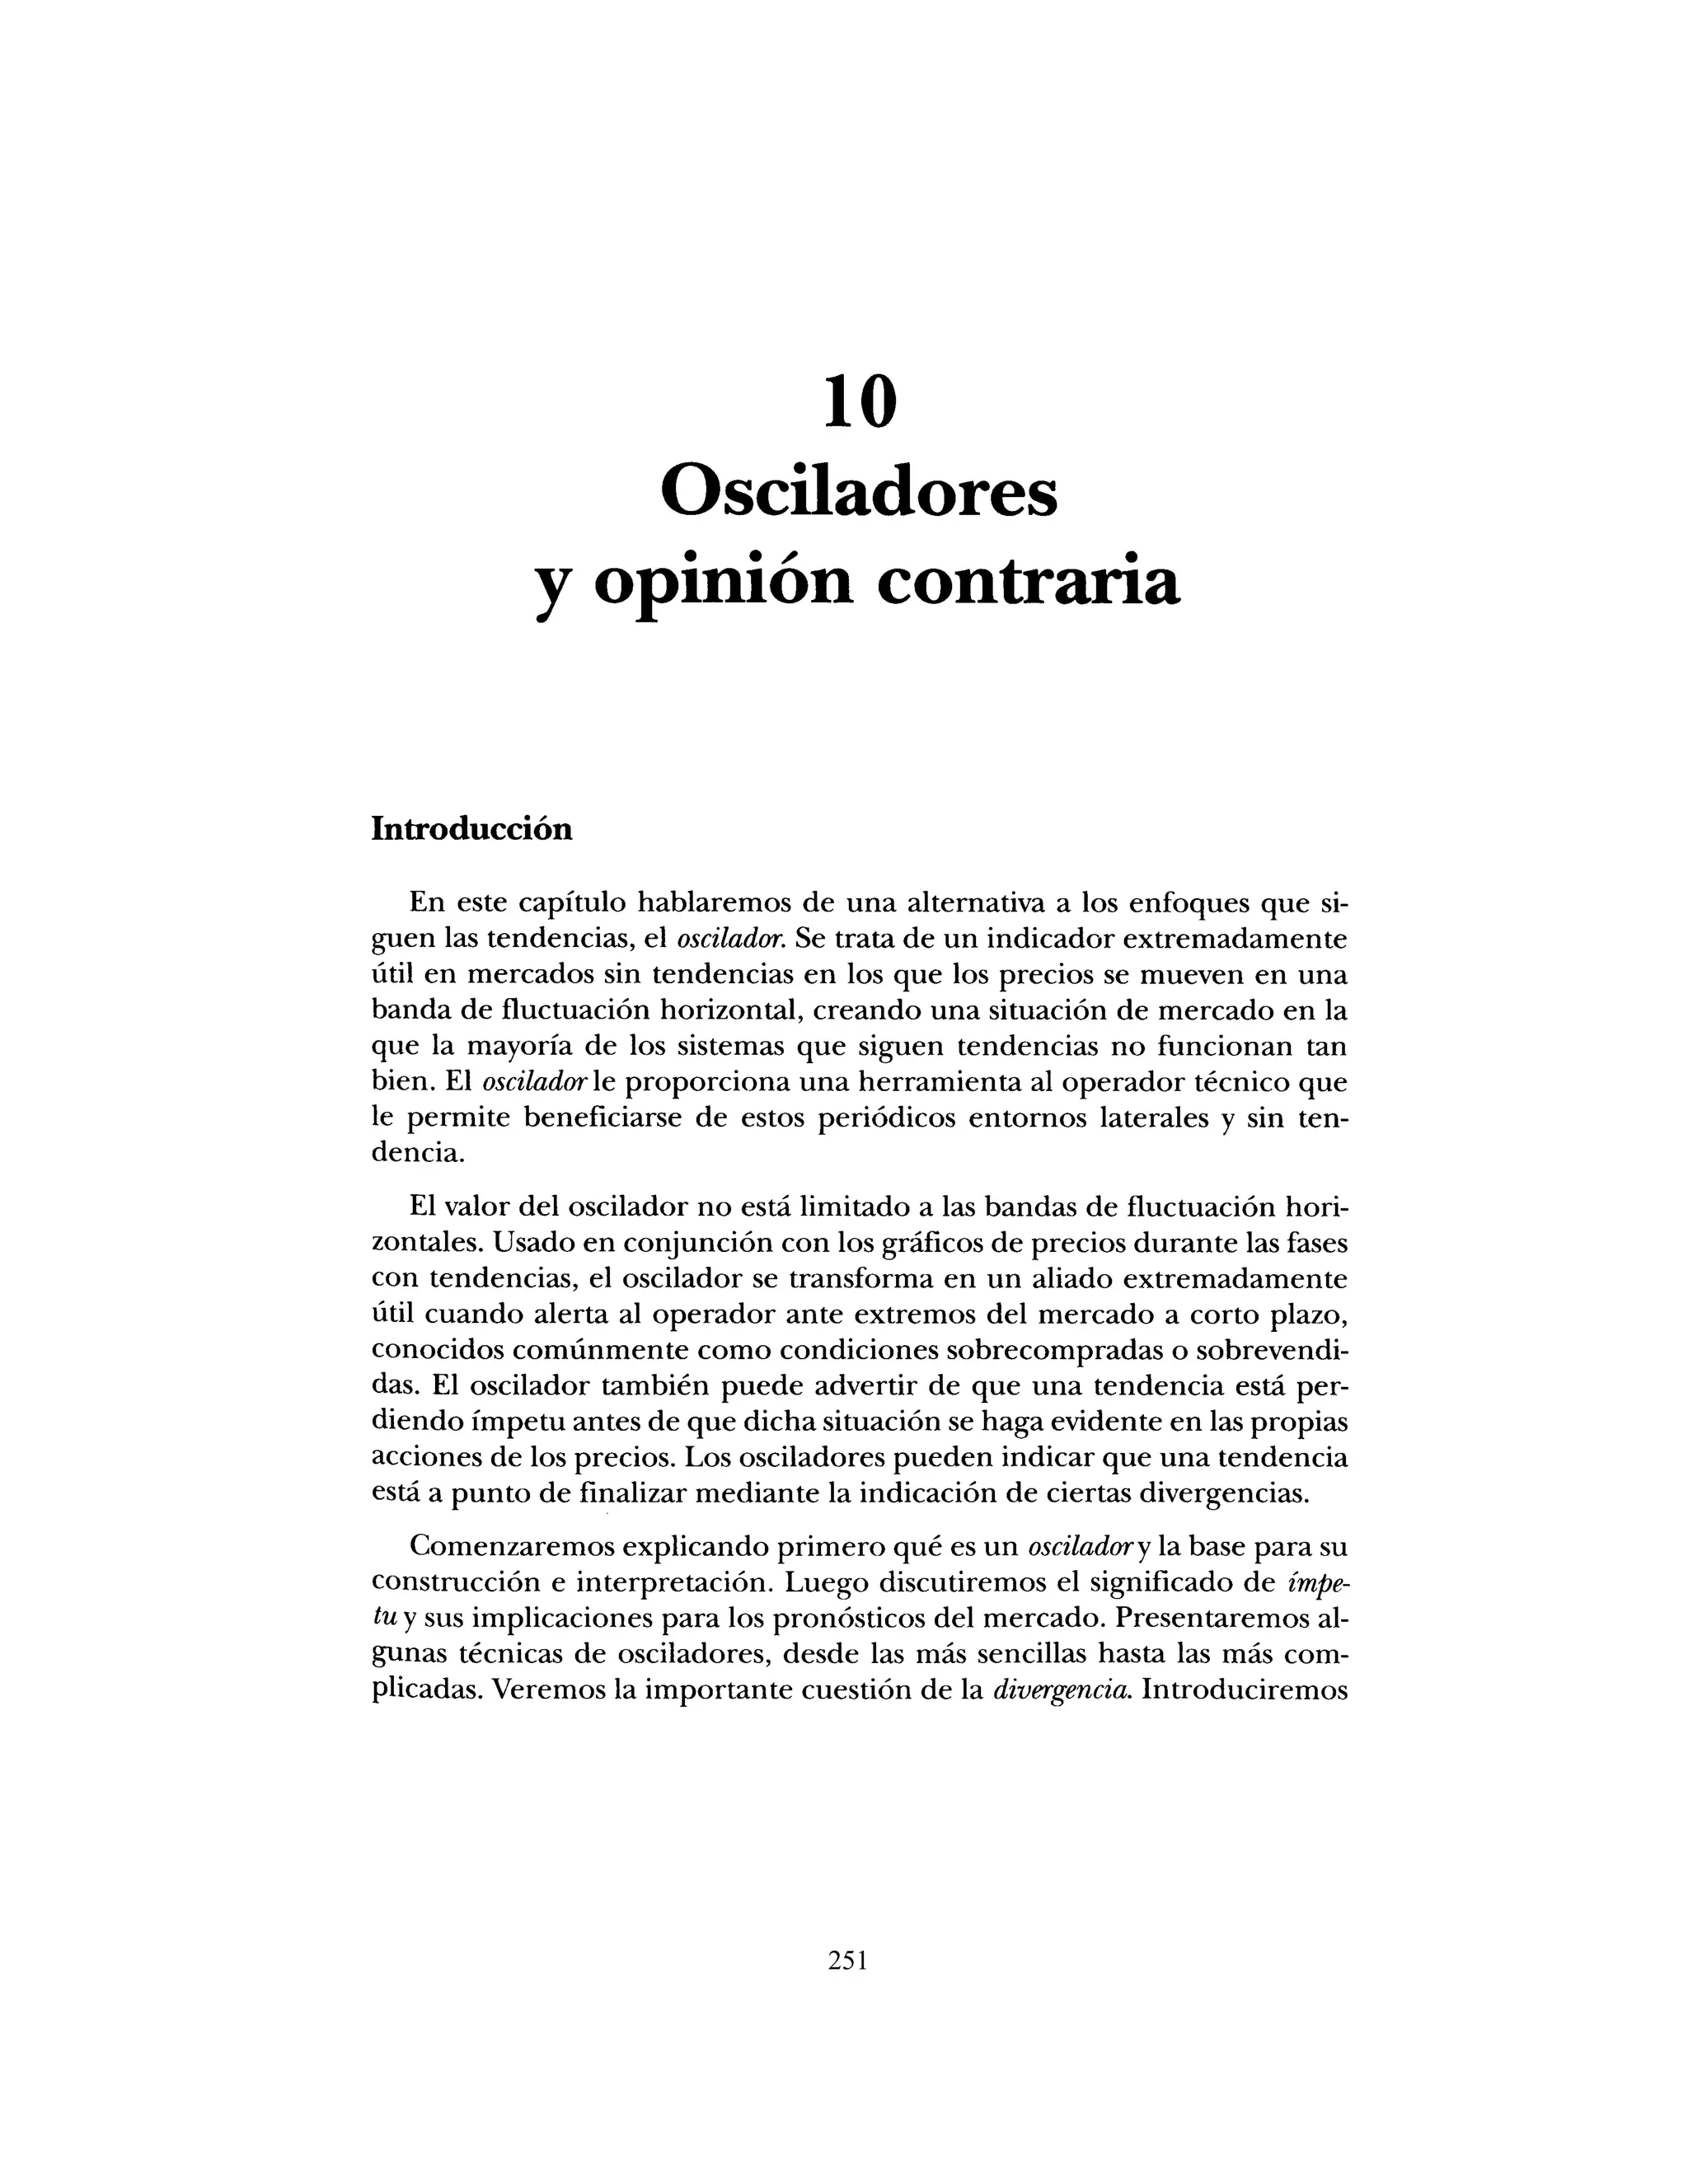 10
Osciladores
y opinión contraria
Introducción
En este capítulo hablaremos de una alternativa a los enfoques que si-
guen las tendencias, el oscilador. Se trata de un indicador extremadamente
útil en mercados sin tendencias en los que los precios se mueven en una
banda de fluctuación horizontal, creando una situación de mercado en la
que la mayoría de los sistemas que siguen tendencias no funcionan tan
bien. El oscilador le proporciona una herramienta al operador técnico que
le permite beneficiarse de estos periódicos entornos laterales y sin ten-
dencia.
El valor del oscilador no está limitado a las bandas de fluctuación hori-
zontales. Usado en conjunción con los gráficos de precios durante las fases
con tendencias, el oscilador se transforma en un aliado extremadamente
útil cuando alerta al operador ante extremos del mercado a corto plazo,
conocidos comúnmente como condiciones sobrecompradas o sobrevendi-
das. El oscilador también puede advertir de que una tendencia está per-
diendo ímpetu antes de que dicha situación se haga evidente en las propias
acciones de los precios. Los osciladores pueden indicar que una tendencia
está a punto de finalizar mediante la indicación de ciertas divergencias.
Comenzaremos explicando primero qué es un oscilador y la base para su
construcción e interpretación. Luego discutiremos el significado de ímpe-
tu y sus implicaciones para los pronósticos del mercado. Presentaremos al-
gunas técnicas de osciladores, desde las más sencillas hasta las más com-
plicadas. Veremos la importante cuestión de la divergencia. Introduciremos
251